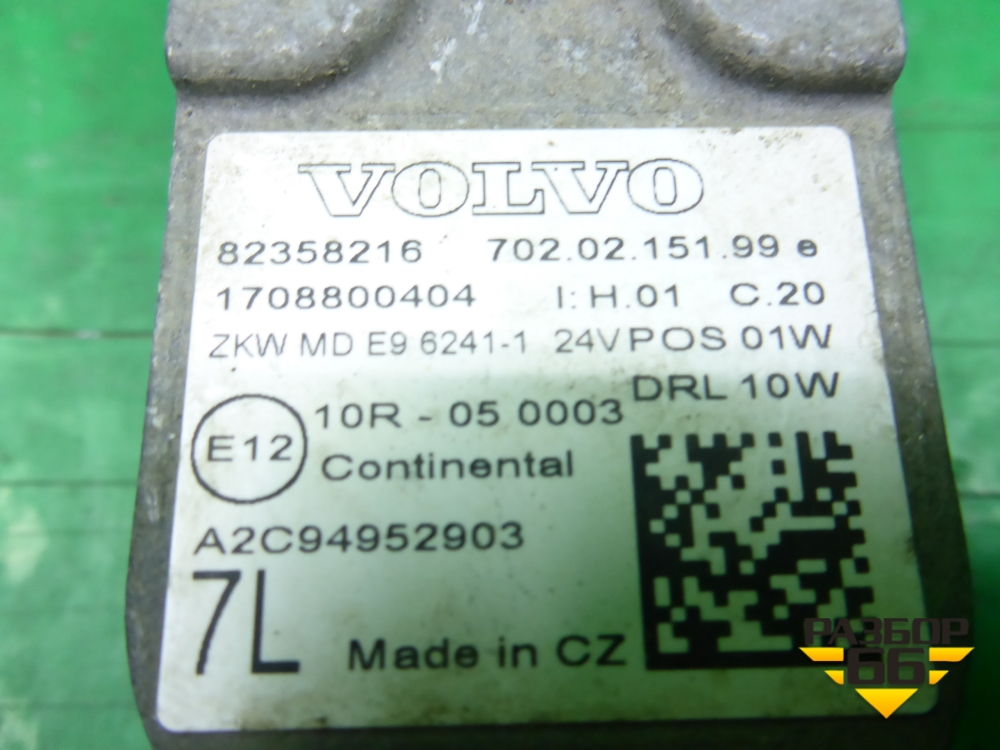 VOLVO
82358216 702.02.151.99 e
1708800404 I: H.01 C.20
ZKW MD E9 6241-1 24V POS 01W
DRL 10W
E12 10R - 05 0003
Continental
A2C94952903
7L Made in CZ
РАЗБОР
66